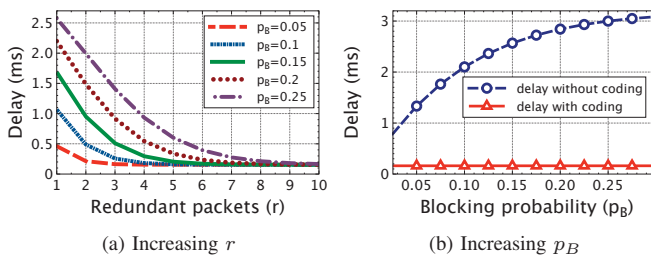 2.5
2.0
1.5
1.0
0.5
0.0
Delay (ms)
p_B=0.05
p_B=0.1
p_B=0.15
p_B=0.2
p_B=0.25
1 2 3 4 5 6 7 8 9 10
Redundant packets (r)
(a) Increasing r
3
2
1
0
Delay (ms)
delay without coding
delay with coding
0.05 0.10 0.15 0.20 0.25
Blocking probability (p_B)
(b) Increasing p_B